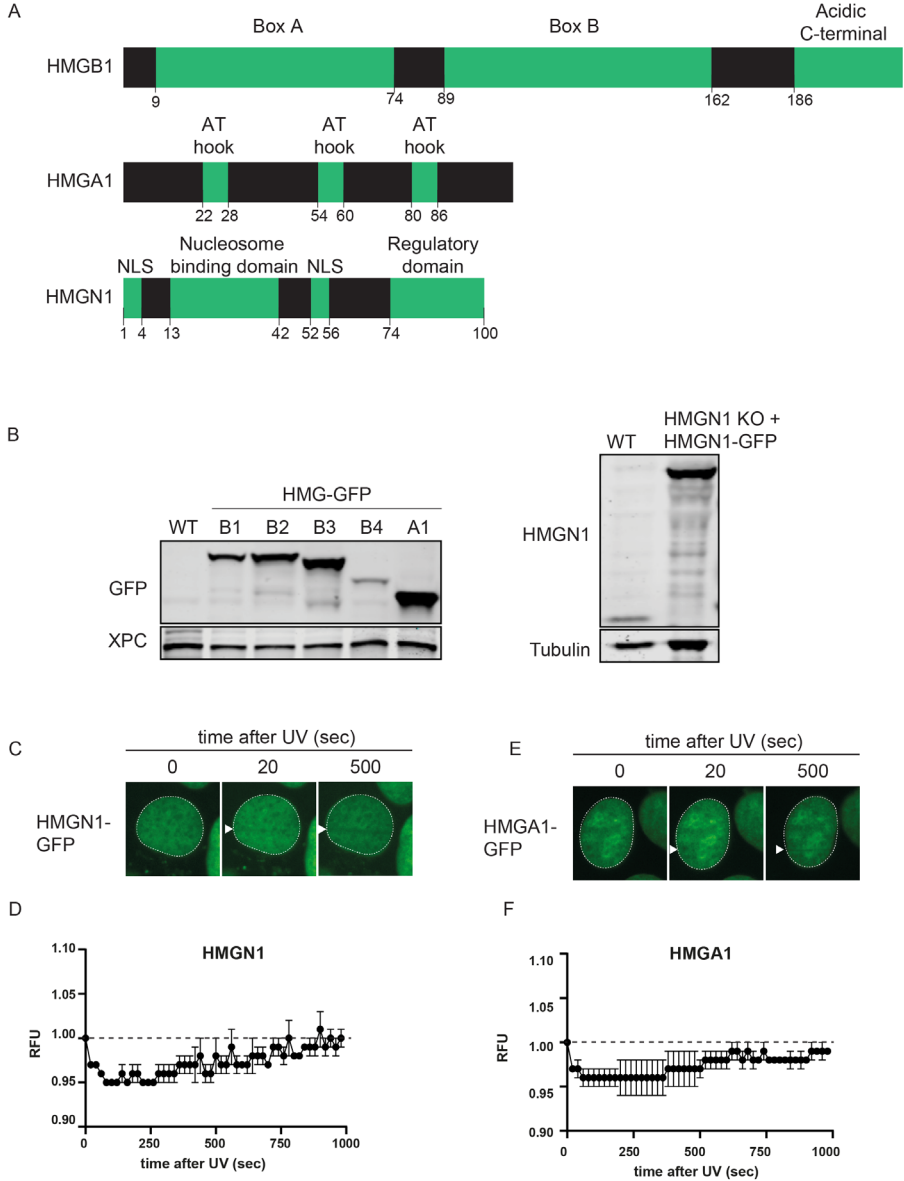 A
Box A Box B Acidic
C-terminal
HMGB1
9 74 89 162 186
AT AT AT
hook hook hook
HMGA1
22 28 54 60 80 86
Nucleosome Regulatory
NLS binding domain NLS domain
HMGN1
1 4 13 42 52 56 74 100
B
HMG-GFP
WT B1 B2 B3 B4 A1
GFP
XPC
HMGN1 KO +
WT HMGN1-GFP
HMGN1
Tubulin
C
time after UV (sec)
0 20 500
HMGN1-
GFP
E
time after UV (sec)
0 20 500
HMGA1-
GFP
D
HMGN1
1.10
1.05
1.00
0.95
0.90
RFU
0 250 500 750 1000
time after UV (sec)
F
HMGA1
1.10
1.05
1.00
0.95
0.90
RFU
0 250 500 750 1000
time after UV (sec)